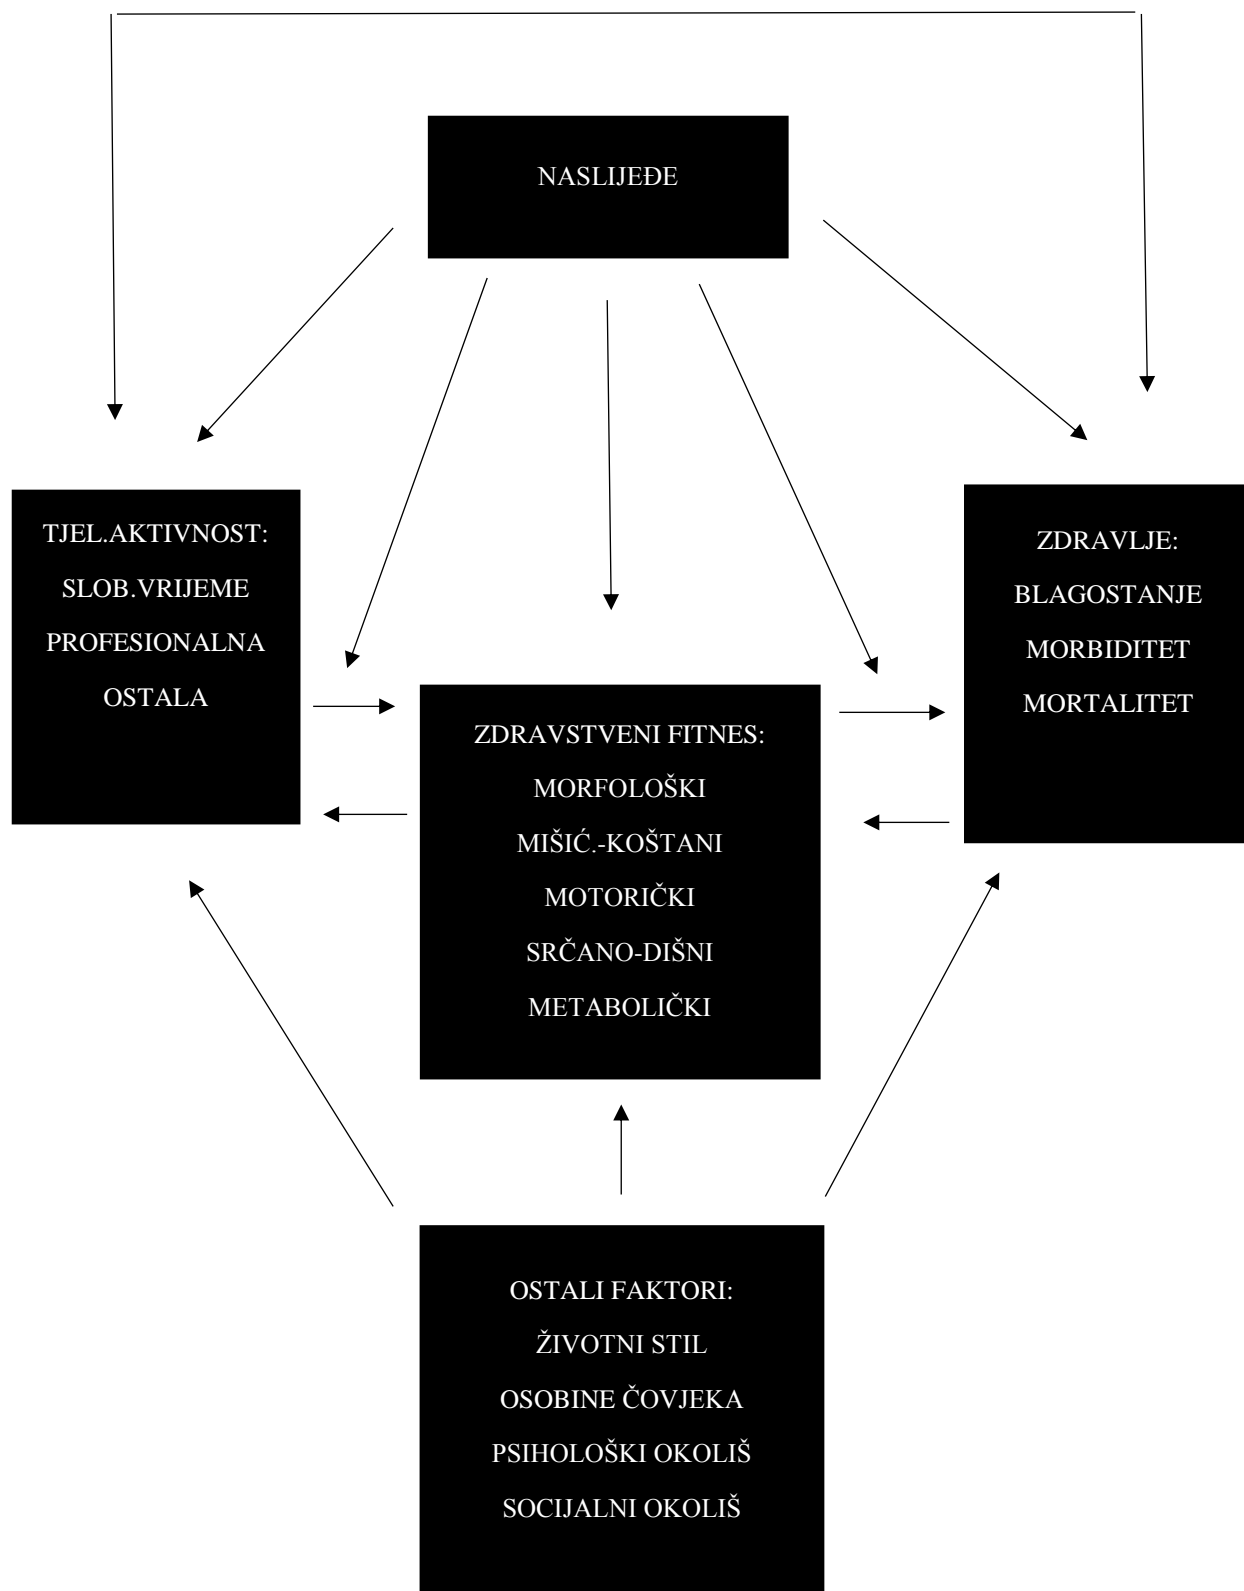 NASLIJEĐE
TJEL.AKTIVNOST:
SLOB.VRIJEME
PROFESIONALNA
OSTALA
ZDRAVLJE:
BLAGOSTANJE
MORBIDITET
MORTALITET
ZDRAVSTVENI FITNES:
MORFOLOŠKI
MIŠIĆ.-KOŠTANI
MOTORIČKI
SRČANO-DIŠNI
METABOLIČKI
OSTALI FAKTORI:
ŽIVOTNI STIL
OSOBINE ČOVJEKA
PSIHOLOŠKI OKOLIŠ
SOCIJALNI OKOLIŠ